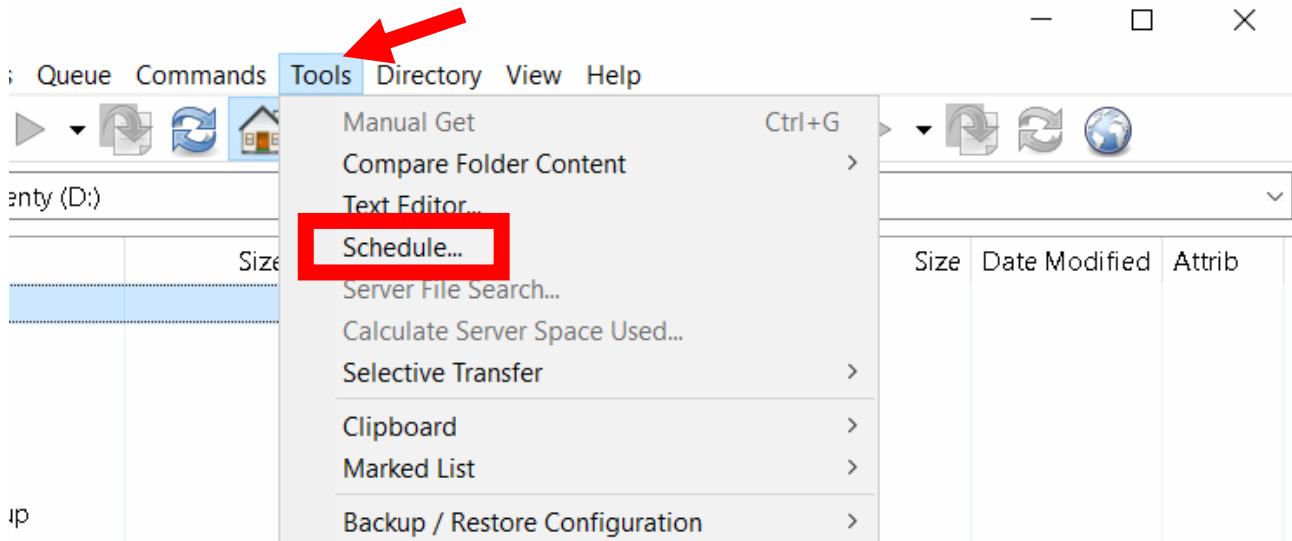 Queue Commands Tools Directory View Help
Manual Get Ctrl+G
Compare Folder Content
enty (D:)
Text Editor...
Schedule...
Size
Size Date Modified Attrib
Server File Search...
Calculate Server Space Used...
Selective Transfer
Clipboard
Marked List
up
Backup / Restore Configuration